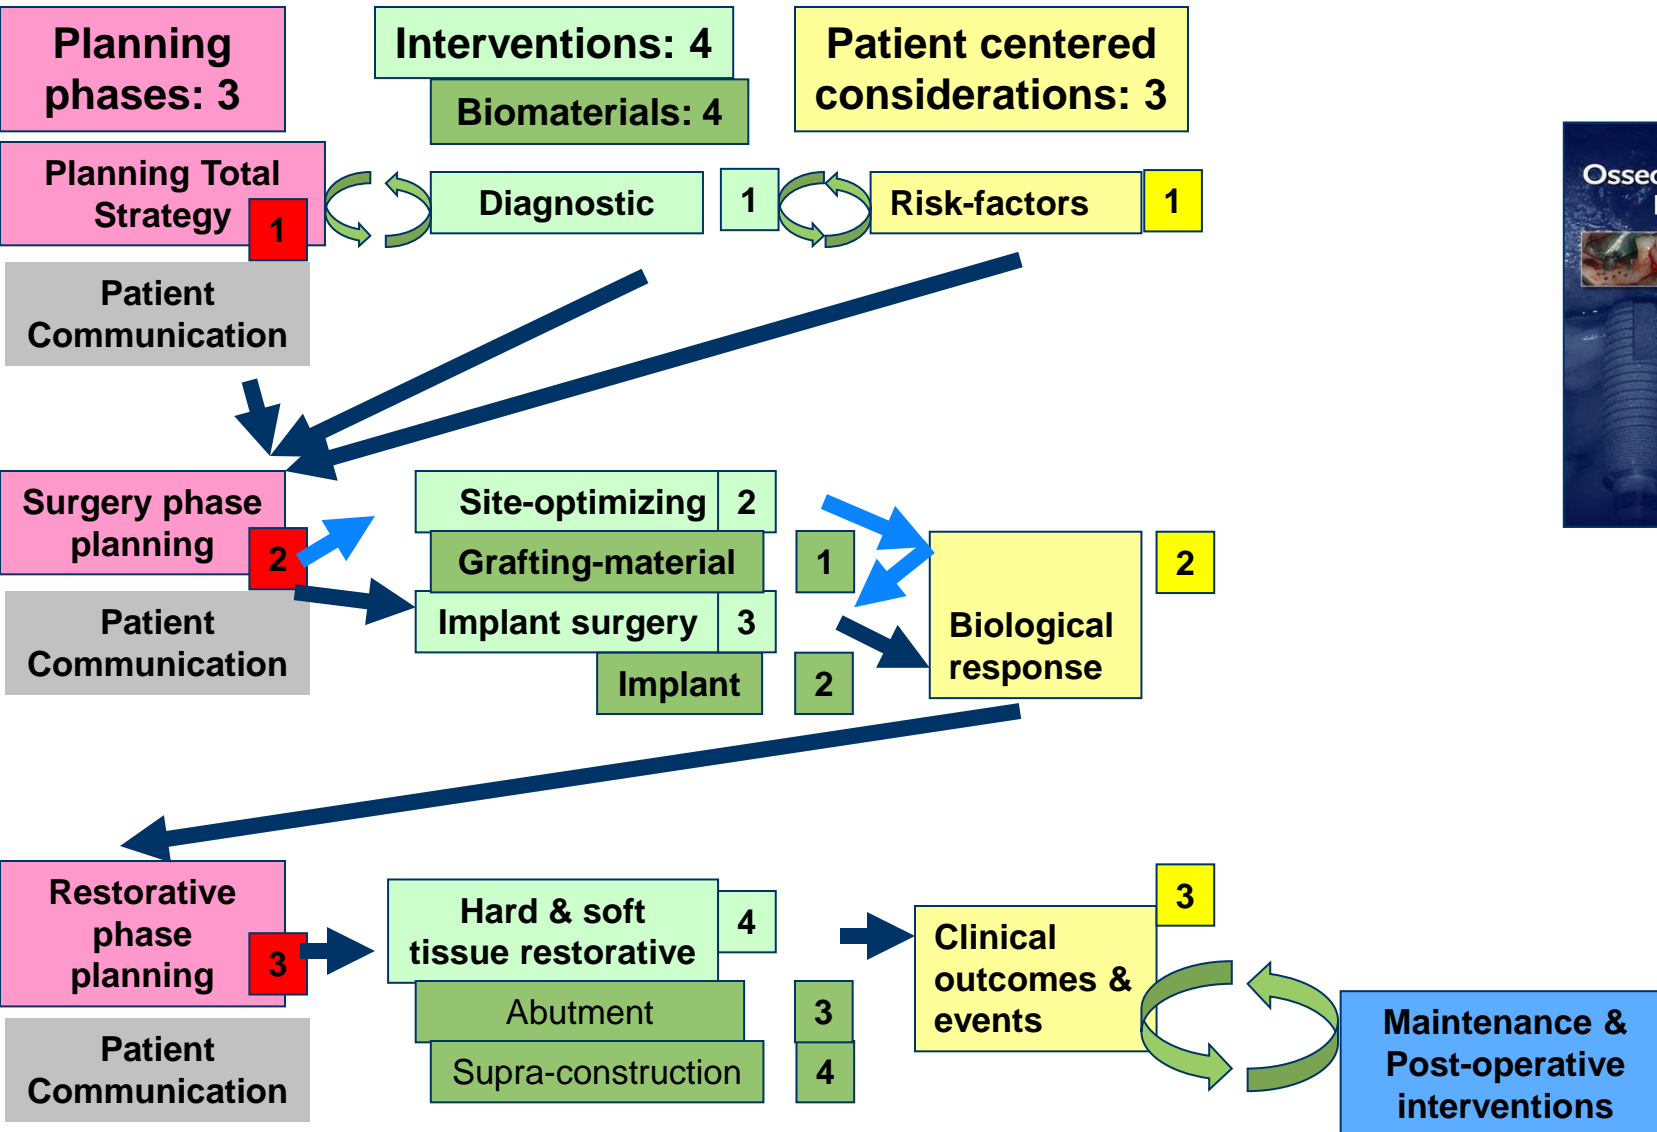 Planning
phases: 3
Interventions: 4
Biomaterials: 4
Patient centered
considerations: 3
Planning Total
Strategy
1
Diagnostic
1
Risk-factors
1
Patient
Communication
Surgery phase
planning
2
Site-optimizing
2
Grafting-material
1
Implant surgery
3
Implant
2
Biological
response
2
Patient
Communication
Restorative
phase
planning
3
Hard & soft
tissue restorative
4
Abutment
3
Supra-construction
4
Clinical
outcomes &
events
3
Patient
Communication
Maintenance &
Post-operative
interventions